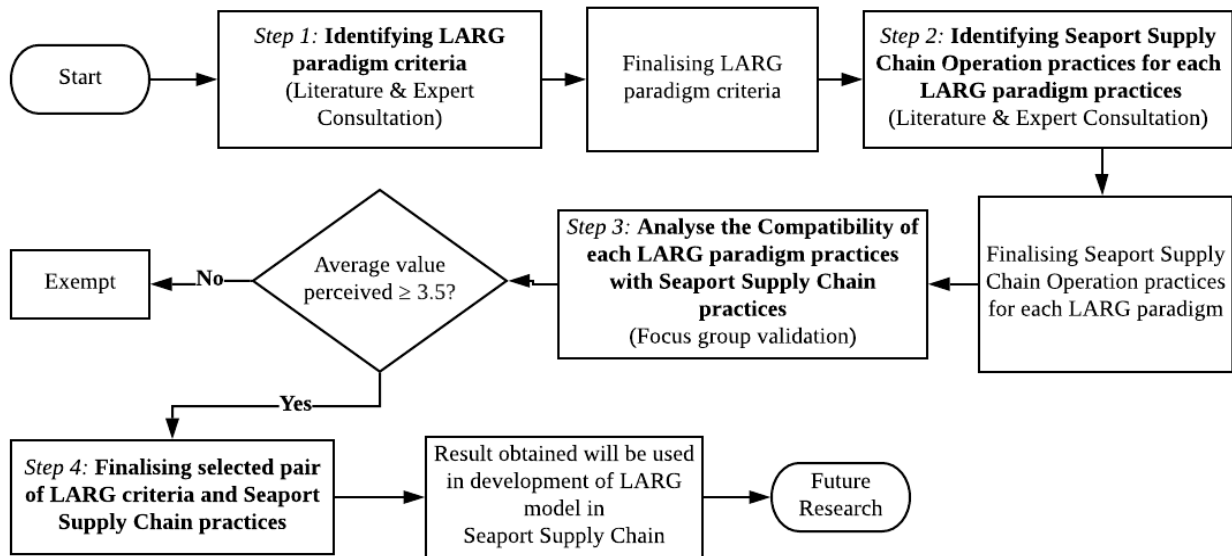 Start
Step 1: Identifying LARG
paradigm criteria
(Literature & Expert
Consultation)
Finalising LARG
paradigm criteria
Step 2: Identifying Seaport Supply
Chain Operation practices for each
LARG paradigm practices
(Literature & Expert Consultation)
Finalising Seaport Supply
Chain Operation practices
for each LARG paradigm
Step 3: Analyse the Compatibility of
each LARG paradigm practices
with Seaport Supply Chain
practices
(Focus group validation)
Average value
perceived ≥ 3.5?
No
Exempt
Yes
Step 4: Finalising selected pair
of LARG criteria and Seaport
Supply Chain practices
Result obtained will be used
in development of LARG
model in
Seaport Supply Chain
Future
Research